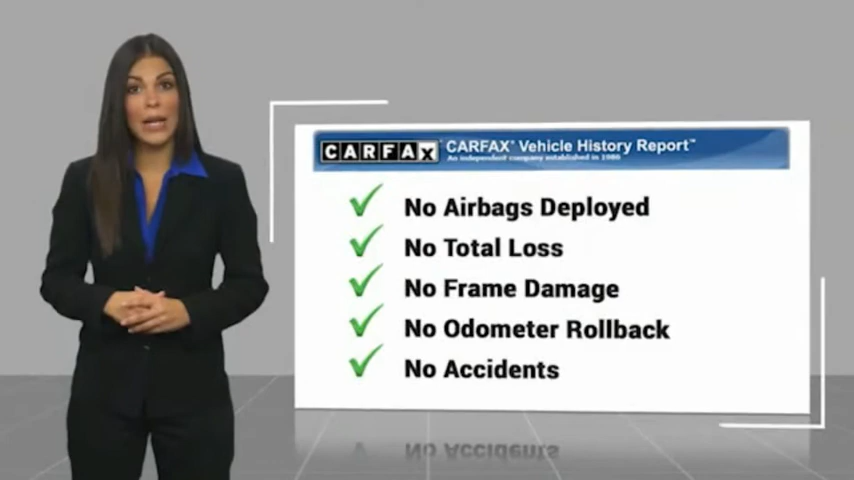 CARFAX
CARFAX® Vehicle History Report™
An independent company established in 1986
No Airbags Deployed
No Total Loss
No Frame Damage
No Odometer Rollback
No Accidents
No Accidents